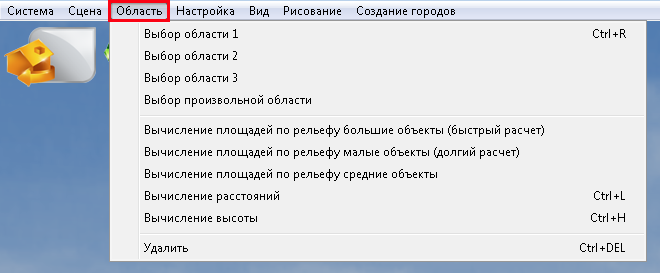 Система Сцена Область Настройка Вид Рисование Создание городов
Выбор области 1 Ctrl+R
Выбор области 2
Выбор области 3
Выбор произвольной области
Вычисление площадей по рельефу большие объекты (быстрый расчет)
Вычисление площадей по рельефу малые объекты (долгий расчет)
Вычисление площадей по рельефу средние объекты
Вычисление расстояний Ctrl+L
Вычисление высоты Ctrl+H
Удалить Ctrl+DEL